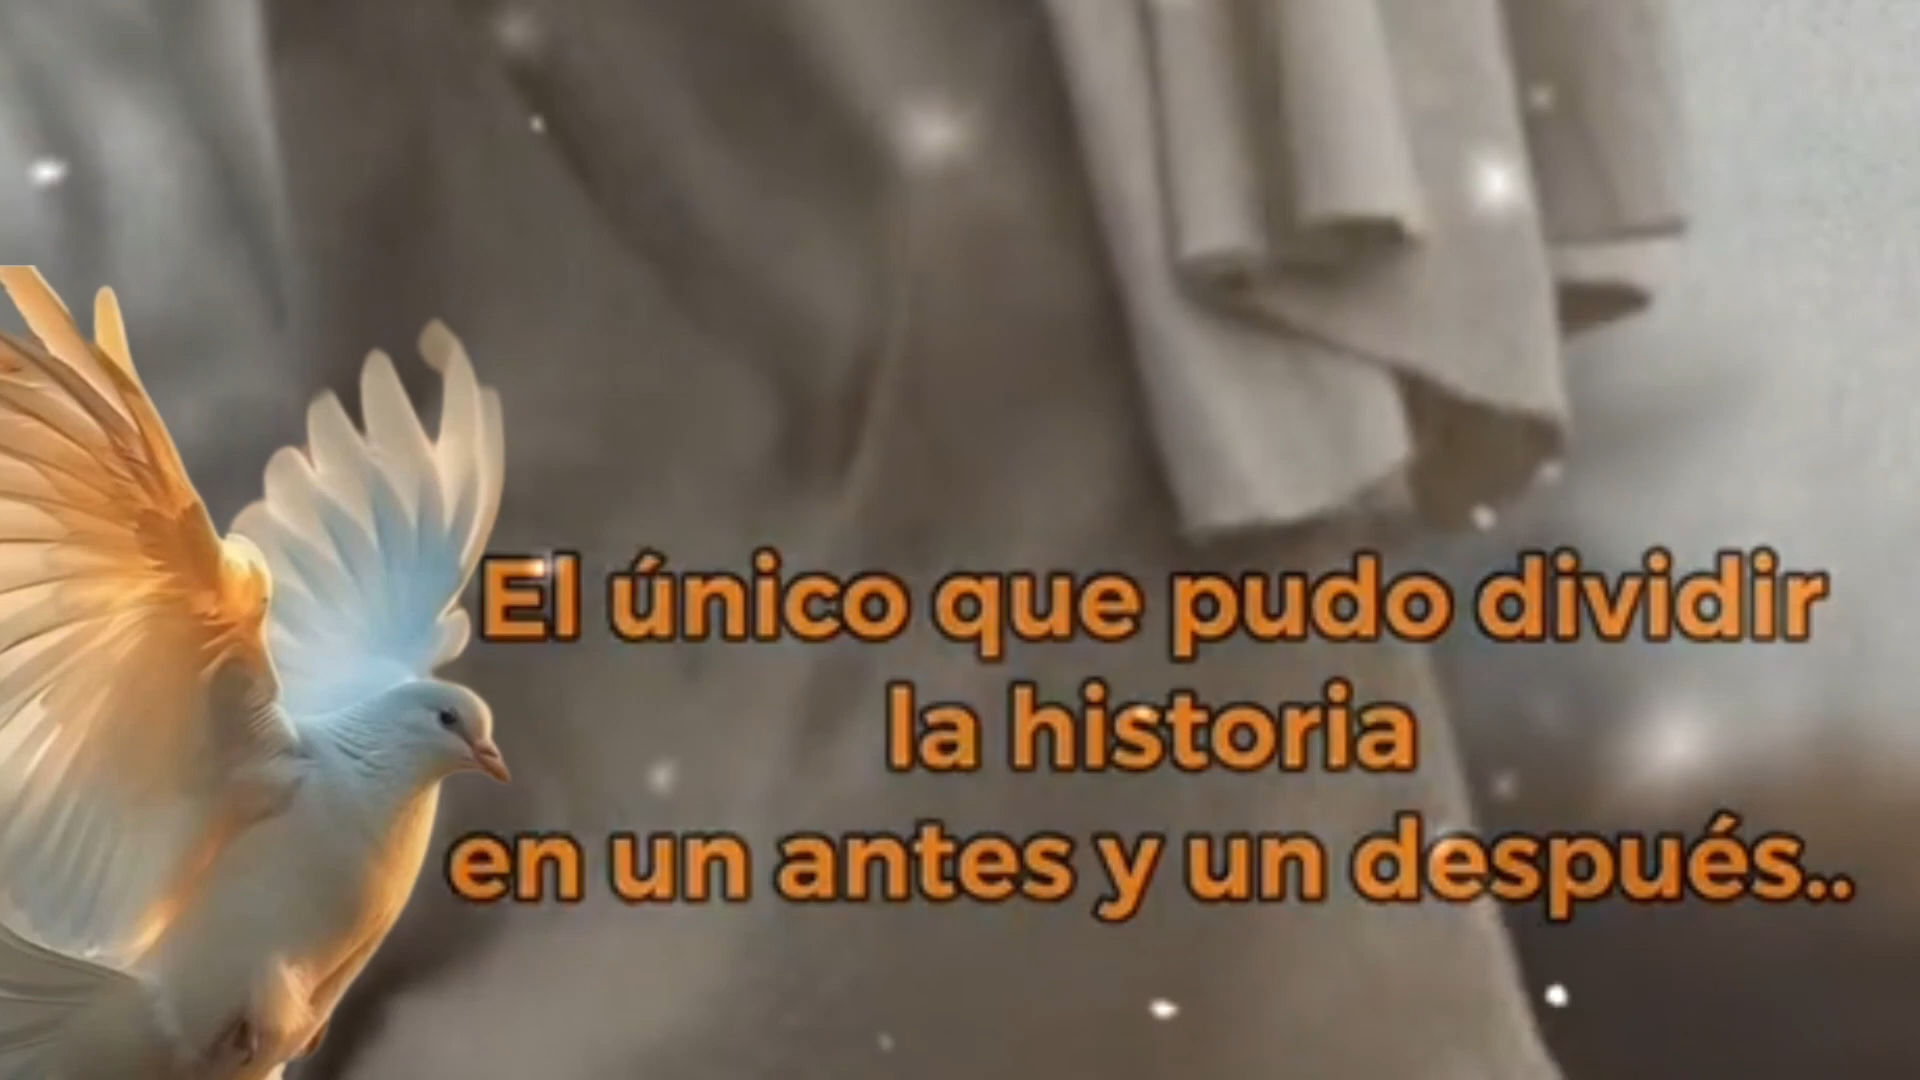 El único que pudo dividir
la historia
en un antes y un después..